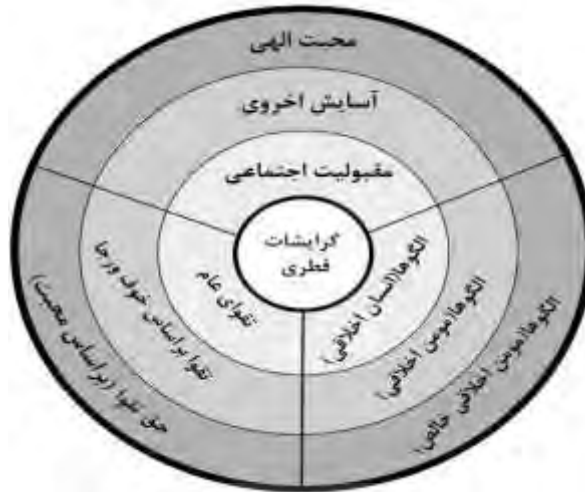 محبت الهی
آسایش اخروی
مقبولیت اجتماعی
گرایشات
فطری
الگوها(انسان اخلاقی)
الگوها(مومن اخلاقی)
الگوها(مومن اخلاقی خالص)
تقوای عام
تقوا براساس خوف ورجا
حق تقوا (براساس محبت)